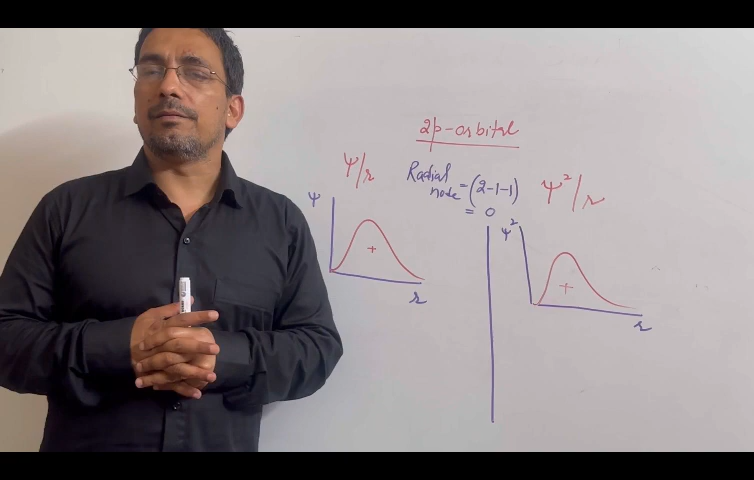 2p-orbital
Ψ/r
Radial
node = (2-1-1)
= 0
Ψ²/r
Ψ
+
r
Ψ²
+
r